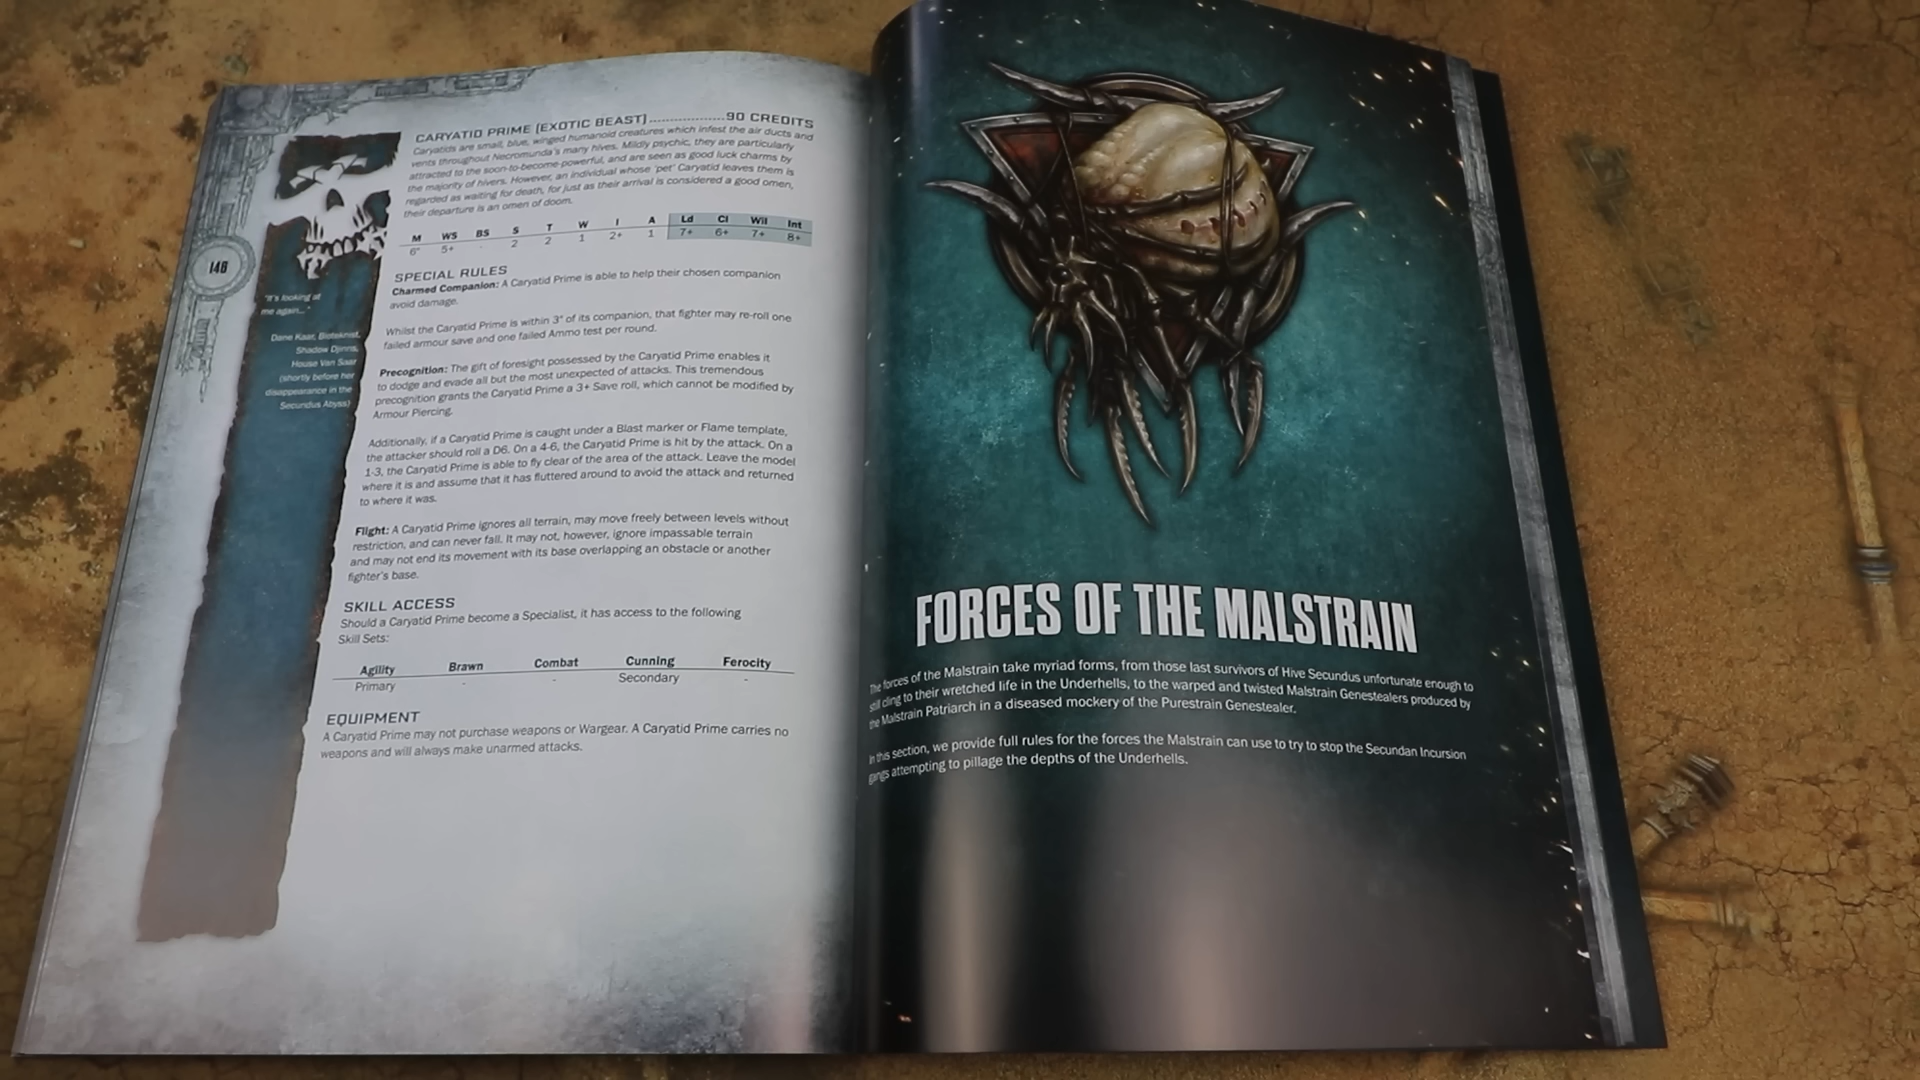 CARYATID PRIME (EXOTIC BEAST)..................90 CREDITS
Caryatids are small, blue, winged humanoid creatures which infest the air ducts and
vents throughout Necromunda's many hives. Mildly psychic, they are particularly
attracted to the soon-to-become-powerful, and are seen as good luck charms by
the majority of hivers. However, an individual whose 'pet' Caryatid leaves them is
regarded as waiting for death, for just as their arrival is considered a good omen,
their departure is an omen of doom.
M WS BS S T W I A Ld Cl Wil Int
6" 5+ - 2 2 1 2+ 1 7+ 6+ 7+ 8+
SPECIAL RULES
Charmed Companion: A Caryatid Prime is able to help their chosen companion
avoid damage.
Whilst the Caryatid Prime is within 3" of its companion, that fighter may re-roll one
failed armour save and one failed Ammo test per round.
Precognition: The gift of foresight possessed by the Caryatid Prime enables it
to dodge and evade all but the most unexpected of attacks. This tremendous
precognition grants the Caryatid Prime a 3+ Save roll, which cannot be modified by
Armour Piercing.
Additionally, if a Caryatid Prime is caught under a Blast marker or Flame template,
the attacker should roll a D6. On a 4-6, the Caryatid Prime is hit by the attack. On a
1-3, the Caryatid Prime is able to fly clear of the area of the attack. Leave the model
where it is and assume that it has fluttered around to avoid the attack and returned
to where it was.
Flight: A Caryatid Prime ignores all terrain, may move freely between levels without
restriction, and can never fall. It may not, however, ignore impassable terrain
and may not end its movement with its base overlapping an obstacle or another
fighter's base.
SKILL ACCESS
Should a Caryatid Prime become a Specialist, it has access to the following
Skill Sets:
Agility Brawn Combat Cunning Ferocity
Primary - - Secondary -
EQUIPMENT
A Caryatid Prime may not purchase weapons or Wargear. A Caryatid Prime carries no
weapons and will always make unarmed attacks.
148
"It's looking at
me again..."
Dane Kaar,
Shadow Djinns,
House Van Saar
(shortly before her
disappearance in the
Secundus Abyss)
FORCES OF THE MALSTRAIN
The forces of the Malstrain take myriad forms, from those last survivors of Hive Secundus unfortunate enough to
still cling to their wretched life in the Underhells, to the warped and twisted Malstrain Genestealers produced by
the Malstrain Patriarch in a diseased mockery of the Purestrain Genestealer.
In this section, we provide full rules for the forces the Malstrain can use to try to stop the Secundan Incursion
gangs attempting to pillage the depths of the Underhells.